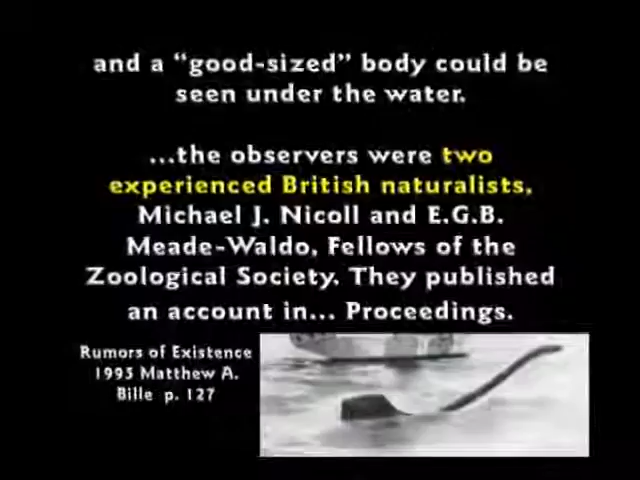 and a “good-sized” body could be
seen under the water.
...the observers were two
experienced British naturalists,
Michael J. Nicoll and E.G.B.
Meade-Waldo, Fellows of the
Zoological Society. They published
an account in... Proceedings.
Rumors of Existence
1995 Matthew A.
Bille p. 127